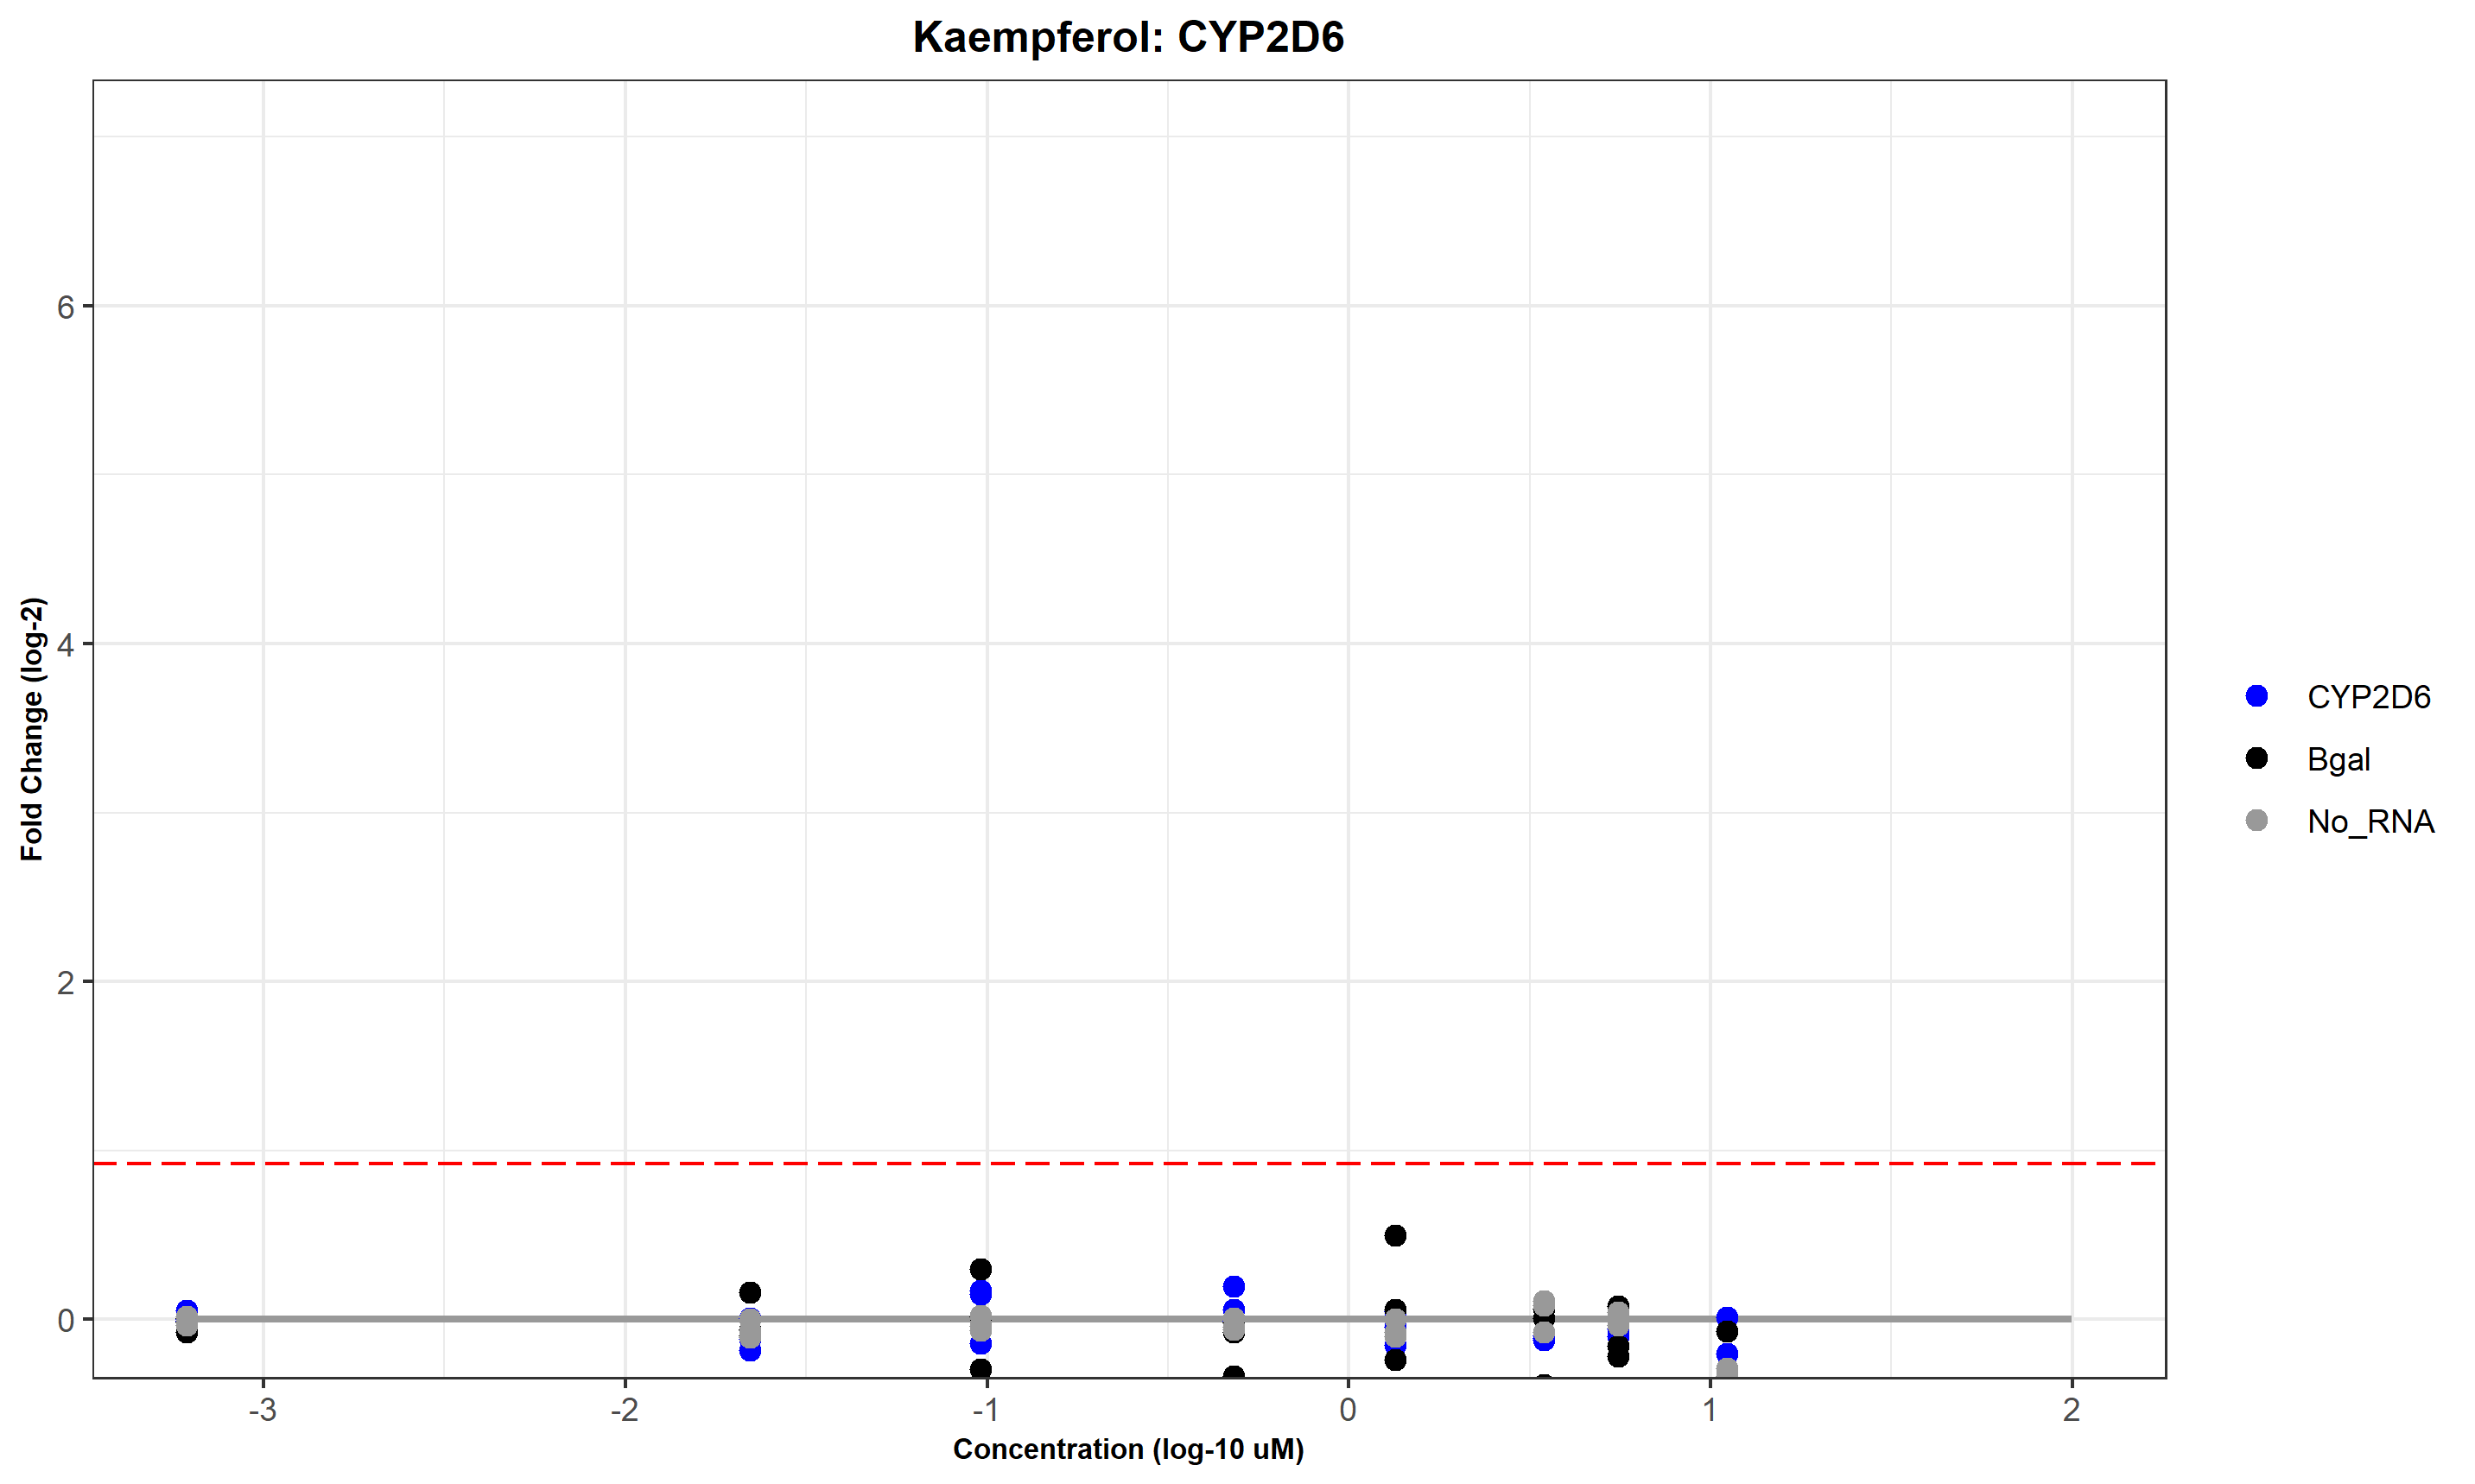 Kaempferol: CYP2D6
Fold Change (log-2)
6
4
2
0
-3
-2
-1
0
1
2
Concentration (log-10 uM)
CYP2D6
Bgal
No_RNA